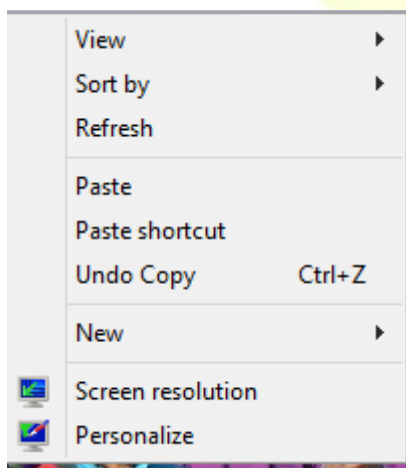 View
Sort by
Refresh
Paste
Paste shortcut
Undo Copy Ctrl+Z
New
Screen resolution
Personalize